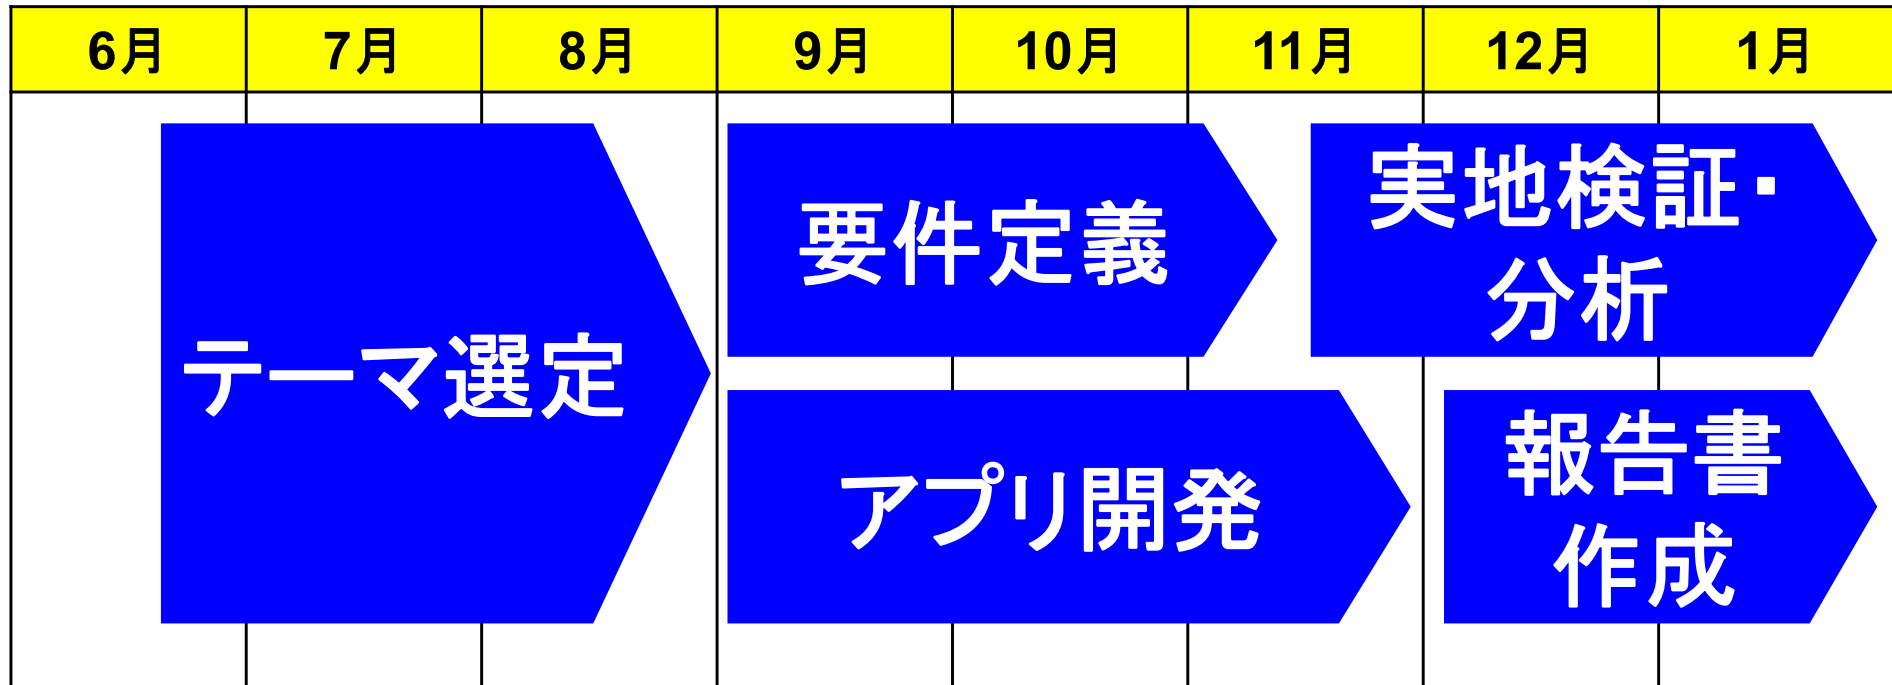 6月 7月 8月 9月 10月 11月 12月 1月
テーマ選定
要件定義
アプリ開発
実地検証・
分析
報告書
作成